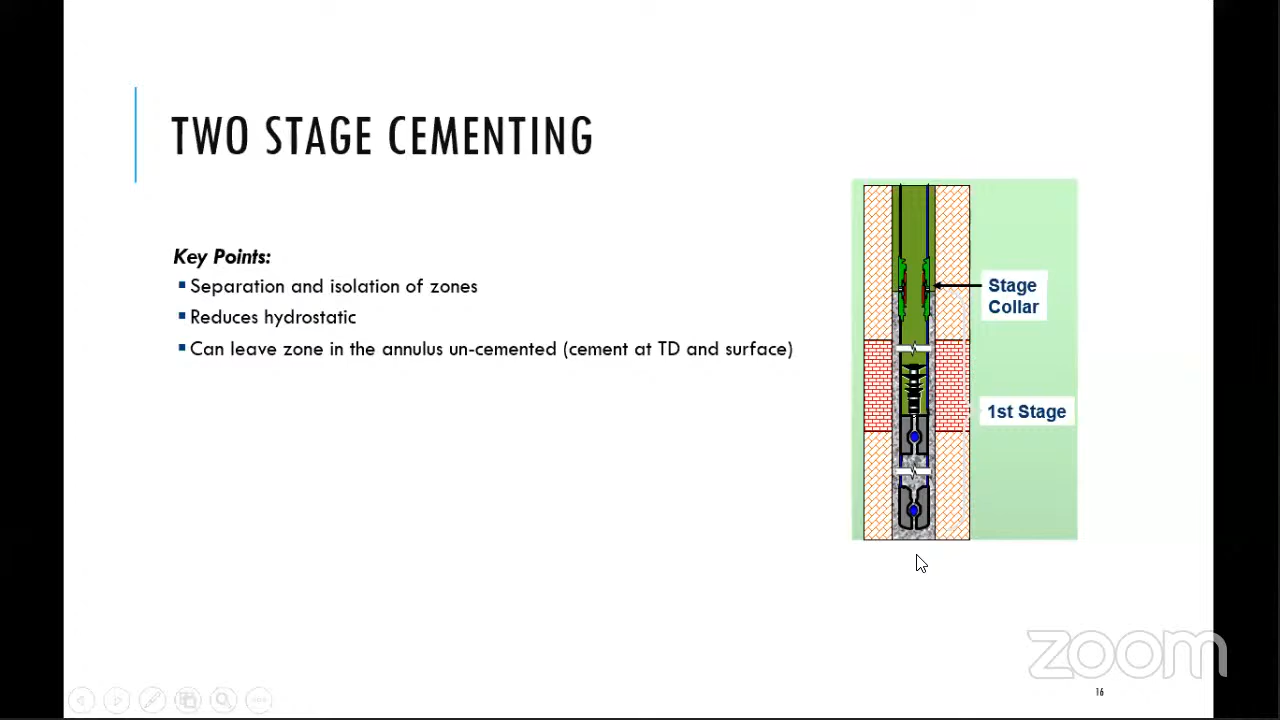 TWO STAGE CEMENTING
Key Points:
Separation and isolation of zones
Reduces hydrostatic
Can leave zone in the annulus un-cemented (cement at TD and surface)
Stage
Collar
1st Stage
zoom
16